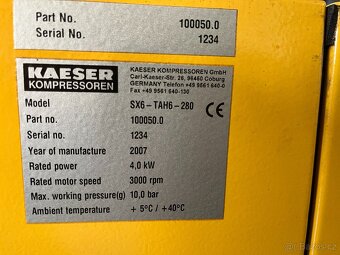 Part No. 100050.0
Serial No. 1234
KAESER
KOMPRESSOREN
KAESER KOMPRESSOREN GmbH
Carl-Kaeser-Str. 26, 96450 Coburg
GERMANY Telefon +49 9561 640-0
Fax +49 9561 640-130
Model SX6-TAH6-280
CE
Part no. 100050.0
Serial no. 1234
Year of manufacture 2007
Rated power 4,0 kW
Rated motor speed 3000 rpm
Max. working pressure(g) 10,0 bar
Ambient temperature + 5°C / +40°C